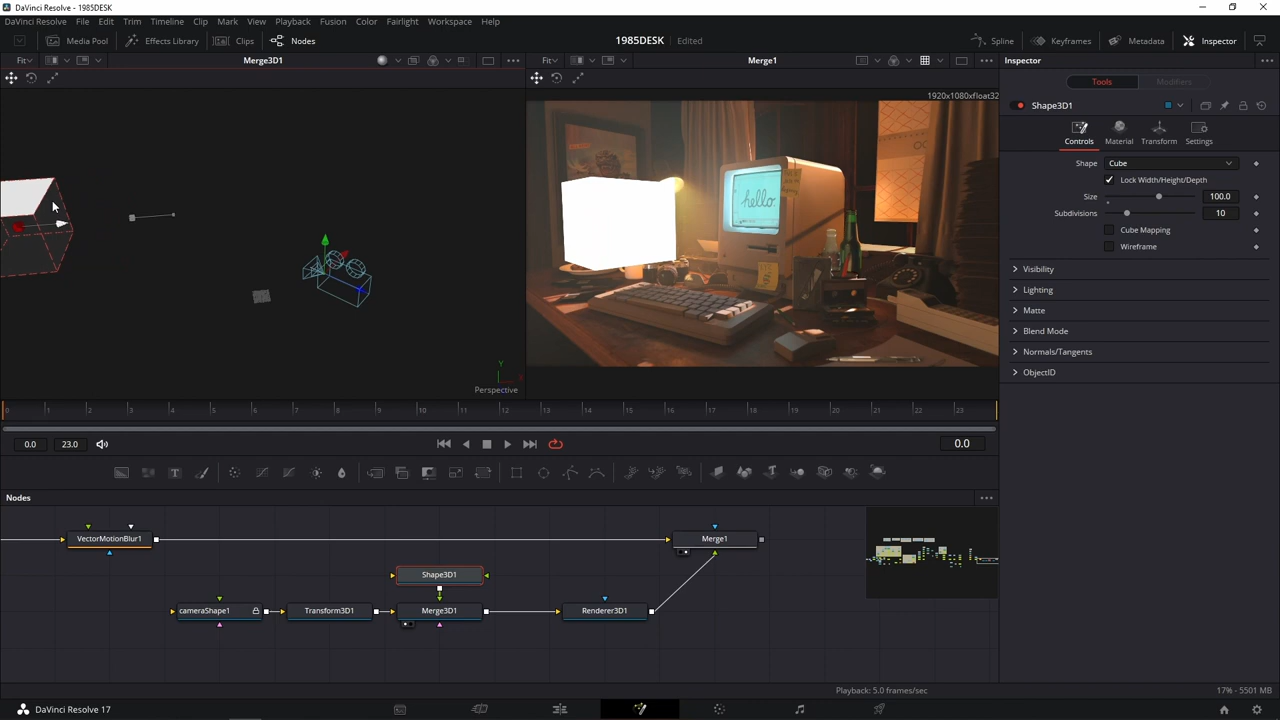 DaVinci Resolve - 1985DESK
DaVinci Resolve File Edit Trim Timeline Clip Mark View Playback Fusion Color Fairlight Workspace Help
Media Pool Effects Library Clips Nodes 1985DESK Edited Spline Keyframes Metadata Inspector
Fit Merge3D1 Fit Merge1 Inspector
Tools Modifiers
1920x1080xfloat32
Shape3D1
Controls Material Transform Settings
Shape Cube
Lock Width/Height/Depth
Size 100.0
Subdivisions 10
Cube Mapping
Wireframe
Visibility
Lighting
Matte
Blend Mode
Normals/Tangents
ObjectID
hello.
Y
Perspective
0 1 2 3 4 5 6 7 8 9 10 11 12 13 14 15 16 17 18 19 20 21 22 23
0.0 23.0 0.0
Nodes
VectorMotionBlur1 Merge1
Shape3D1
cameraShape1 Transform3D1 Merge3D1 Renderer3D1
Playback: 5.0 frames/sec 17% - 5501 MB
DaVinci Resolve 17